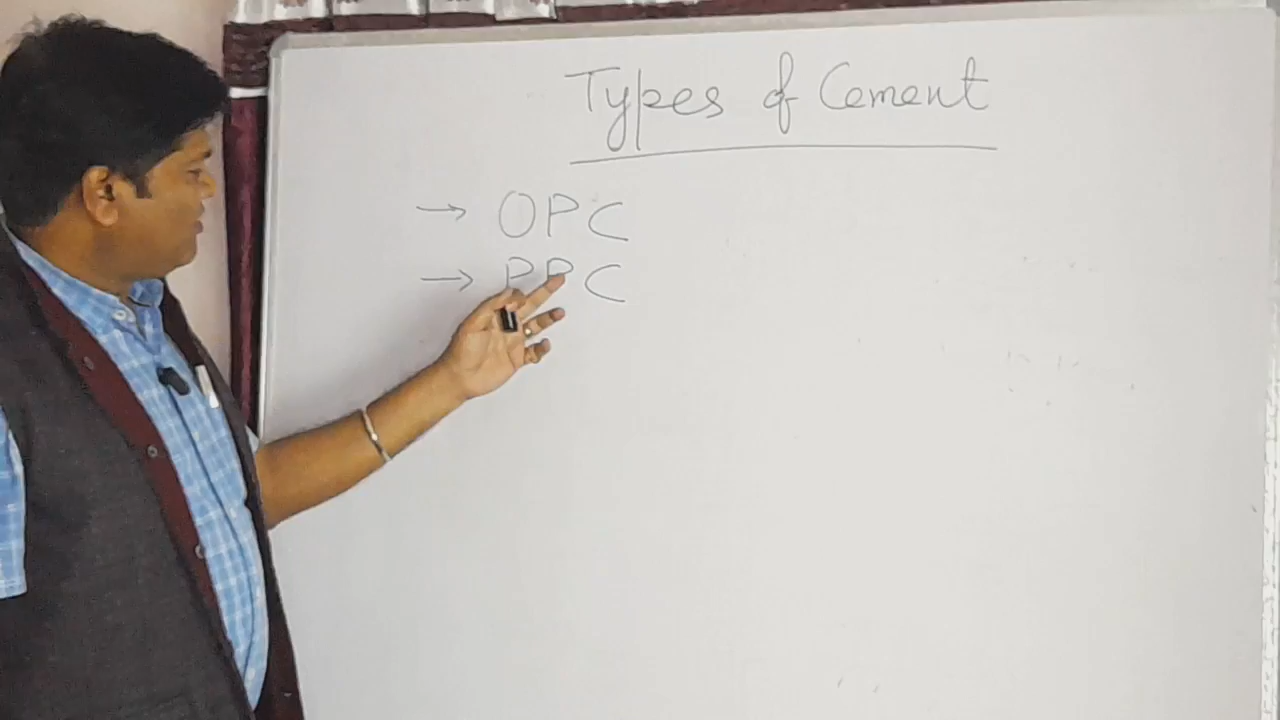 Types of Cement
→ OPC
→ PPC